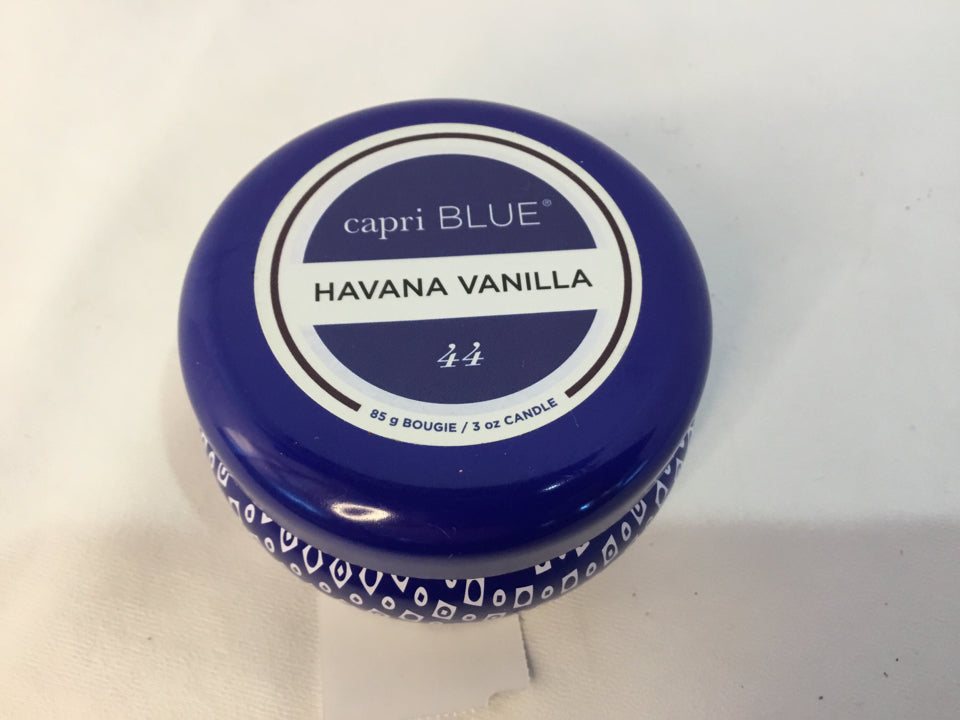 capri BLUE®
HAVANA VANILLA
44
85 g BOUGIE / 3 oz CANDLE